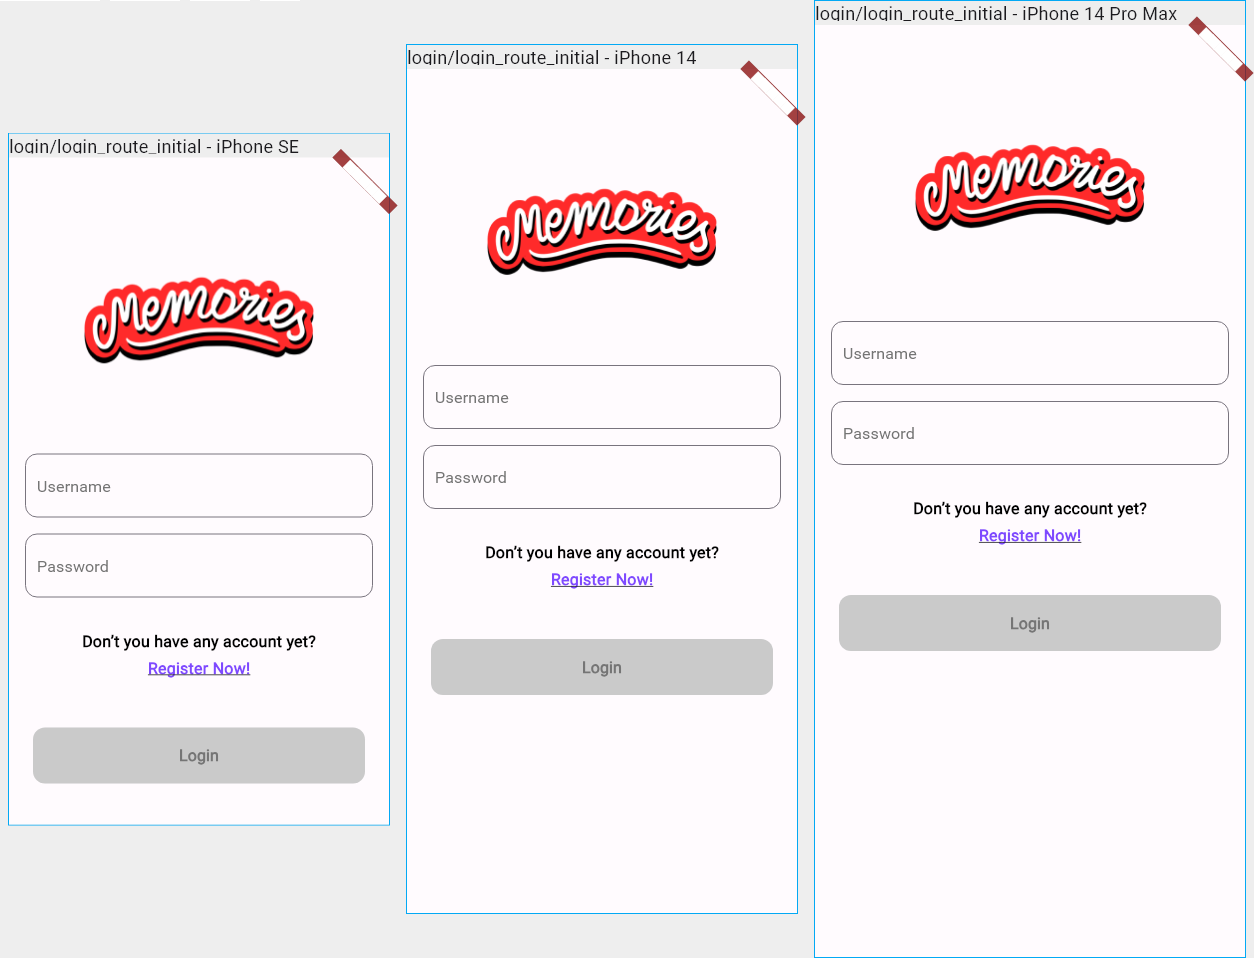 login/login_route_initial - iPhone SE
Memories
Username
Password
Don't you have any account yet?
Register Now!
Login
login/login_route_initial - iPhone 14
Memories
Username
Password
Don't you have any account yet?
Register Now!
Login
login/login_route_initial - iPhone 14 Pro Max
Memories
Username
Password
Don't you have any account yet?
Register Now!
Login